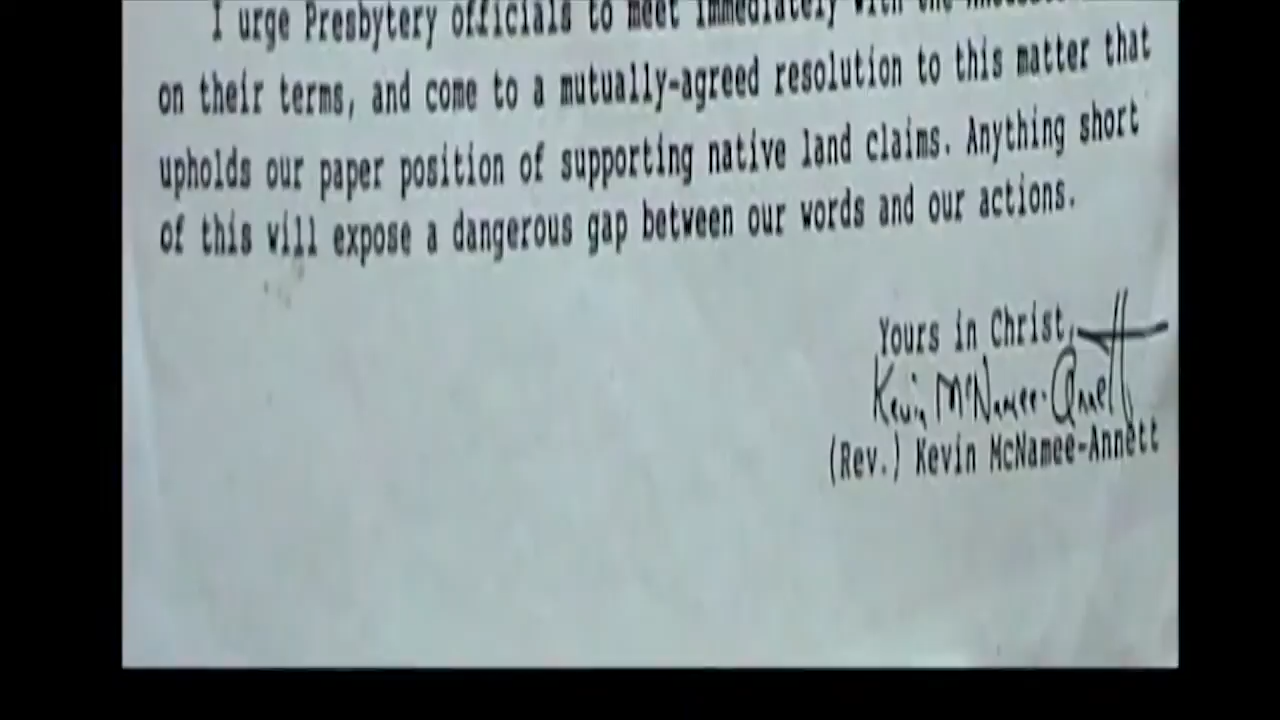 I urge Presbytery officials to meet immediately with the
on their terms, and come to a mutually-agreed resolution to this matter that
upholds our paper position of supporting native land claims. Anything short
of this will expose a dangerous gap between our words and our actions.
Yours in Christ,
Kevin McNamee-Annett
(Rev.) Kevin McNamee-Annett